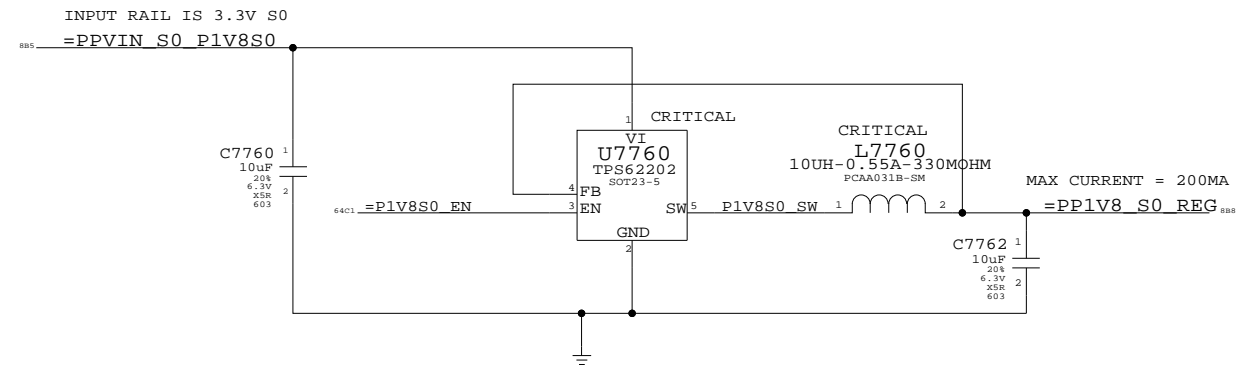 INPUT RAIL IS 3.3V S0
8B5 =PPVIN_S0_P1V8S0
1 CRITICAL
VI
U7760
TPS62202
SOT23-5
4 FB
64C1 =P1V8S0_EN 3 EN
SW 5 P1V8S0_SW 1 2
GND
2
C7760 1
10uF
20%
6.3V
X5R 2
603
CRITICAL
L7760
10UH-0.55A-330MOHM
PCAA031B-SM
MAX CURRENT = 200MA
=PP1V8_S0_REG 8B8
C7762 1
10uF
20%
6.3V
X5R 2
603